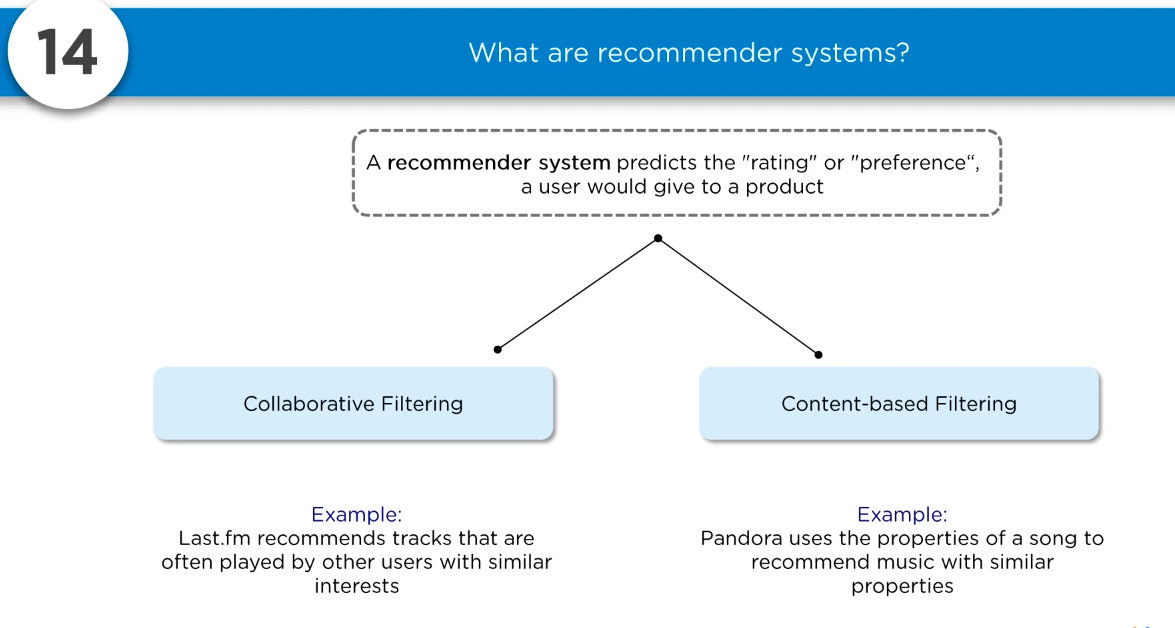 14
What are recommender systems?
A recommender system predicts the "rating" or "preference“,
a user would give to a product
Collaborative Filtering
Content-based Filtering
Example:
Last.fm recommends tracks that are
often played by other users with similar
interests
Example:
Pandora uses the properties of a song to
recommend music with similar
properties